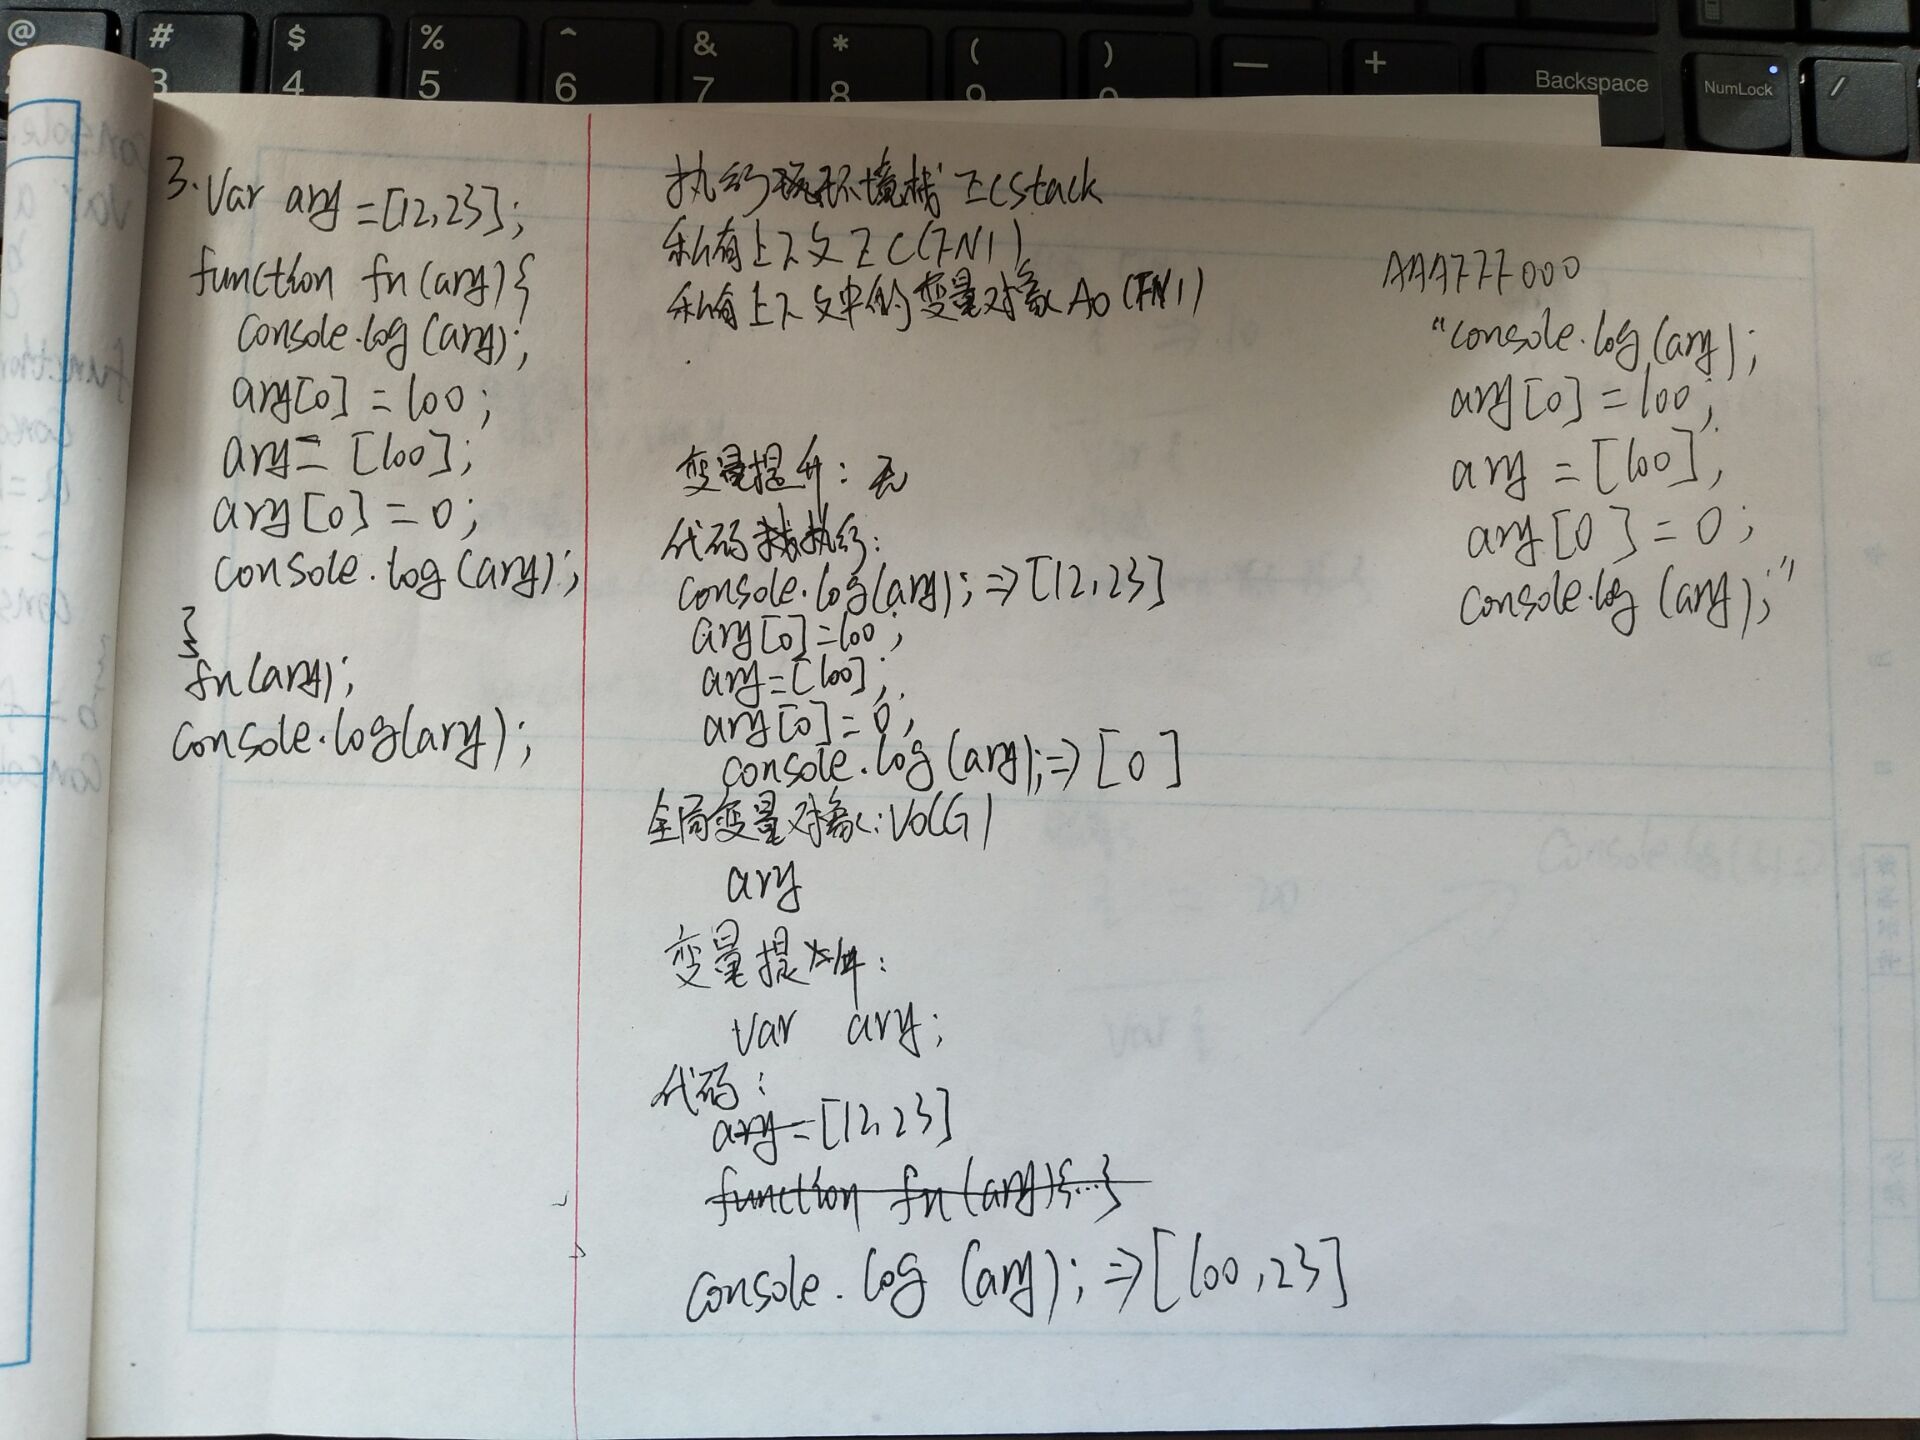 @ # $ % ^ & * ( ) — + Backspace NumLock /
3 4 5 6 7 8 9 0
3. Var ary = [12,23];
function fn(ary){
console.log(ary);
ary[0] = 100;
ary = [100];
ary[0] = 0;
console.log(ary);
}
fn(ary);
console.log(ary);
执行环境栈 ECStack
私有上下文 EC(FN1)
私有上下文中的变量对象 AO(FN1)
变量提升: 无
代码执行:
console.log(ary); => [12,23]
ary[0] = 100;
ary = [100];
ary[0] = 0;
console.log(ary); => [0]
全局变量对象: VO(G)
ary
变量提升:
var ary;
代码:
ary = [12,23]
function fn(ary){...}
console.log(ary); => [100,23]
AAA777000
"console.log(ary);
ary[0] = 100;
ary = [100];
ary[0] = 0;
console.log(ary);"